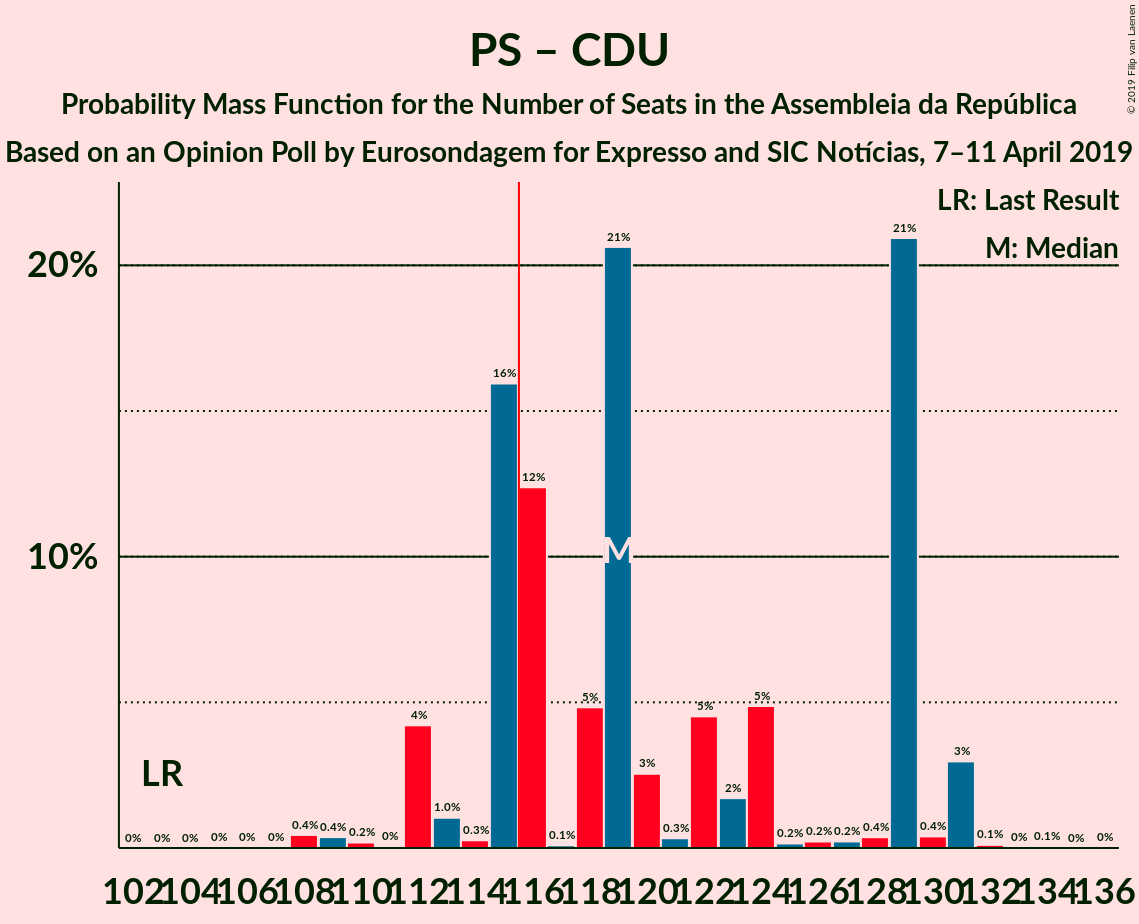 PS – CDU
Probability Mass Function for the Number of Seats in the Assembleia da República
Based on an Opinion Poll by Eurosondagem for Expresso and SIC Notícias, 7–11 April 2019
© 2019 Filip van Laenen
LR: Last Result
M: Median
20%
10%
LR
M
0% 0% 0% 0% 0% 0% 0.4% 0.4% 0.2% 0% 4% 1.0% 0.3% 16% 12% 0.1% 5% 21% 3% 0.3% 5% 2% 5% 0.2% 0.2% 0.2% 0.4% 21% 0.4% 3% 0.1% 0% 0.1% 0% 0%
102 104 106 108 110 112 114 116 118 120 122 124 126 128 130 132 134 136